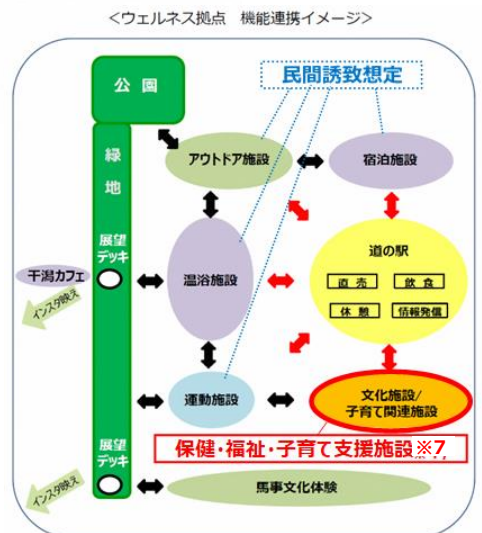 <ウェルネス拠点 機能連携イメージ>
民間誘致想定
公園
緑地
アウトドア施設
宿泊施設
展望
デッキ
干潟カフェ
インスタ映え
温浴施設
道の駅
直売
飲食
休憩
情報発信
運動施設
文化施設/
子育て関連施設
保健・福祉・子育て支援施設※7
展望
デッキ
インスタ映え
馬事文化体験